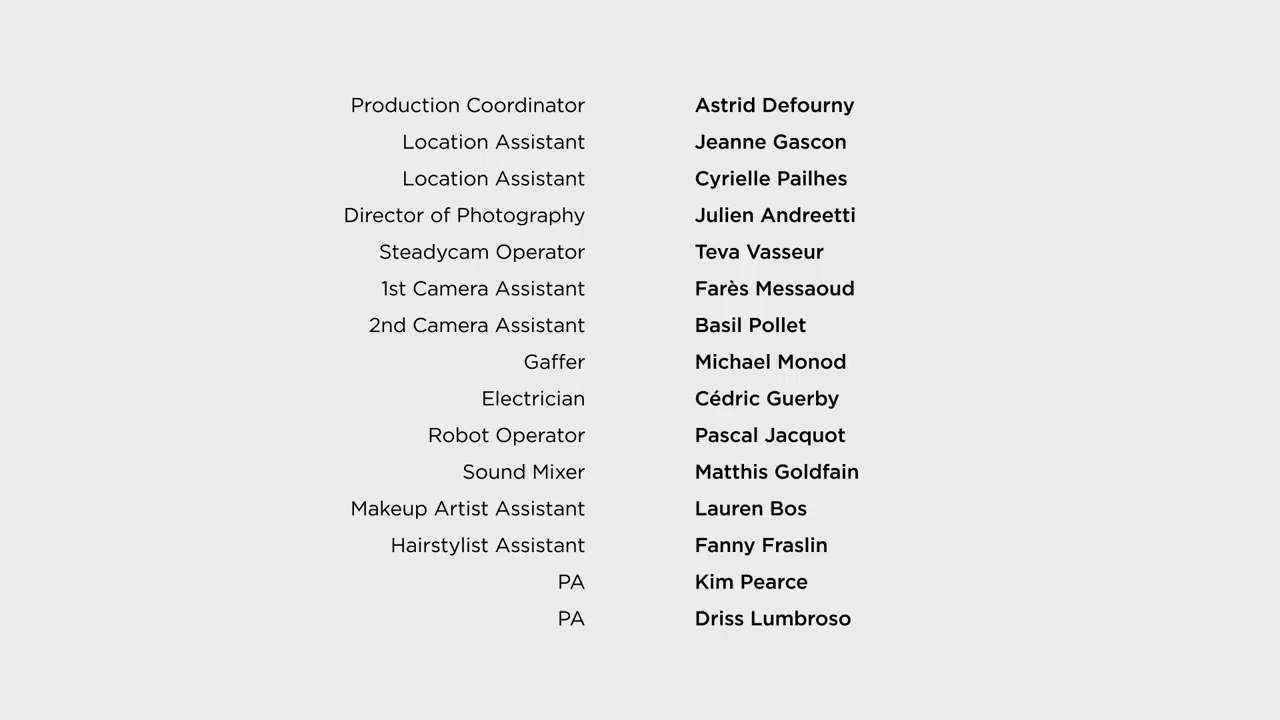 Production Coordinator Astrid Defourny
Location Assistant Jeanne Gascon
Location Assistant Cyrielle Pailhes
Director of Photography Julien Andreetti
Steadycam Operator Teva Vasseur
1st Camera Assistant Farès Messaoud
2nd Camera Assistant Basil Pollet
Gaffer Michael Monod
Electrician Cédric Guerby
Robot Operator Pascal Jacquot
Sound Mixer Matthis Goldfain
Makeup Artist Assistant Lauren Bos
Hairstylist Assistant Fanny Fraslin
PA Kim Pearce
PA Driss Lumbroso